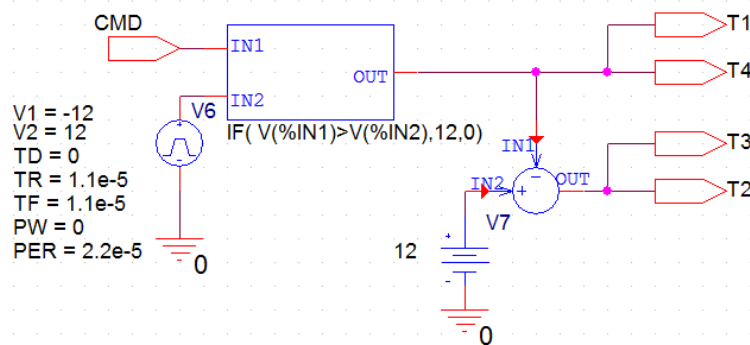 CMD
T1
IN1
OUT
T4
IN2
V6
IF( V(%IN1)>V(%IN2),12,0)
V1 = -12
V2 = 12
TD = 0
TR = 1.1e-5
TF = 1.1e-5
PW = 0
PER = 2.2e-5
0
IN1
T3
IN2
OUT
T2
V7
+
-
12
+
-
0